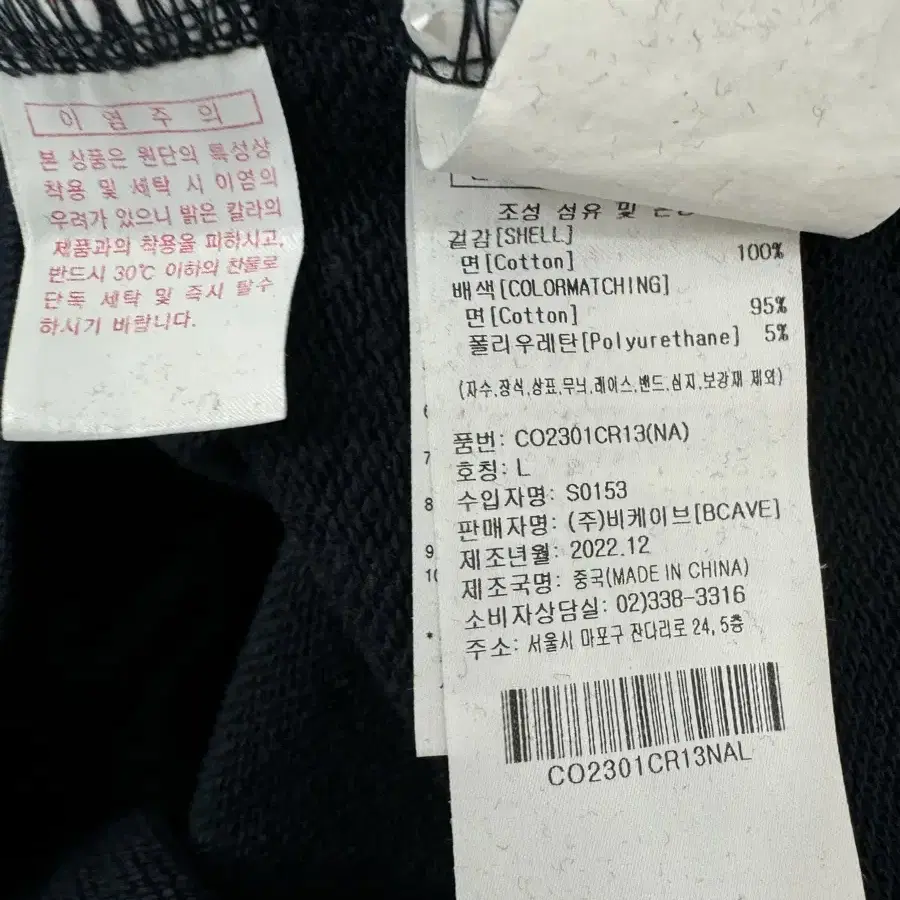 이 염 주 의
본 상품은 원단의 특성상
착용 및 세탁 시 이염의
우려가 있으니 밝은 칼라의
제품과의 착용을 피하시고,
반드시 30℃ 이하의 찬물로
단독 세탁 및 즉시 탈수
하시기 바랍니다.
조성 섬유 및
겉감[SHELL]
면[Cotton] 100%
배색[COLORMATCHING]
면[Cotton] 95%
폴리우레탄[Polyurethane] 5%
(자수,장식,상표,무늬,레이스,밴드,심지,보강재 제외)
품번: CO2301CR13(NA)
호칭: L
수입자명: S0153
판매자명: (주)비케이브[BCAVE]
제조년월: 2022.12
제조국명: 중국(MADE IN CHINA)
소비자상담실: 02)338-3316
주소: 서울시 마포구 잔다리로 24, 5층
CO2301CR13NAL
7
8
9
10
*